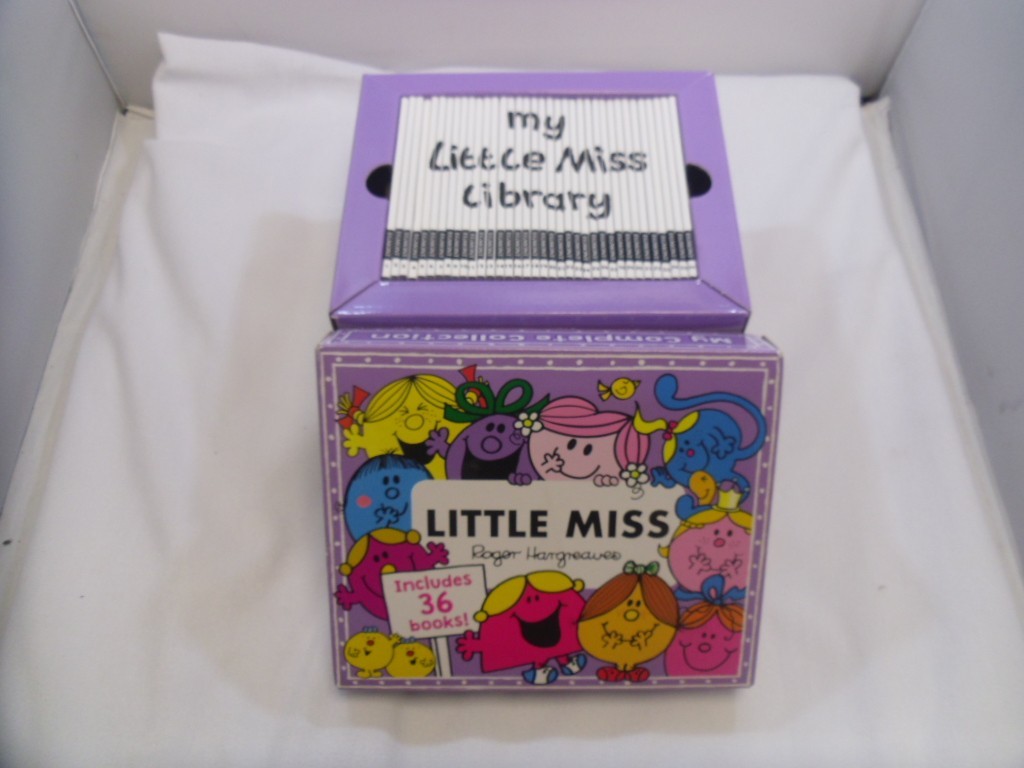 my
Little Miss
Library
My Complete Collection
LITTLE MISS
Roger Hargreaves
Includes
36
books!